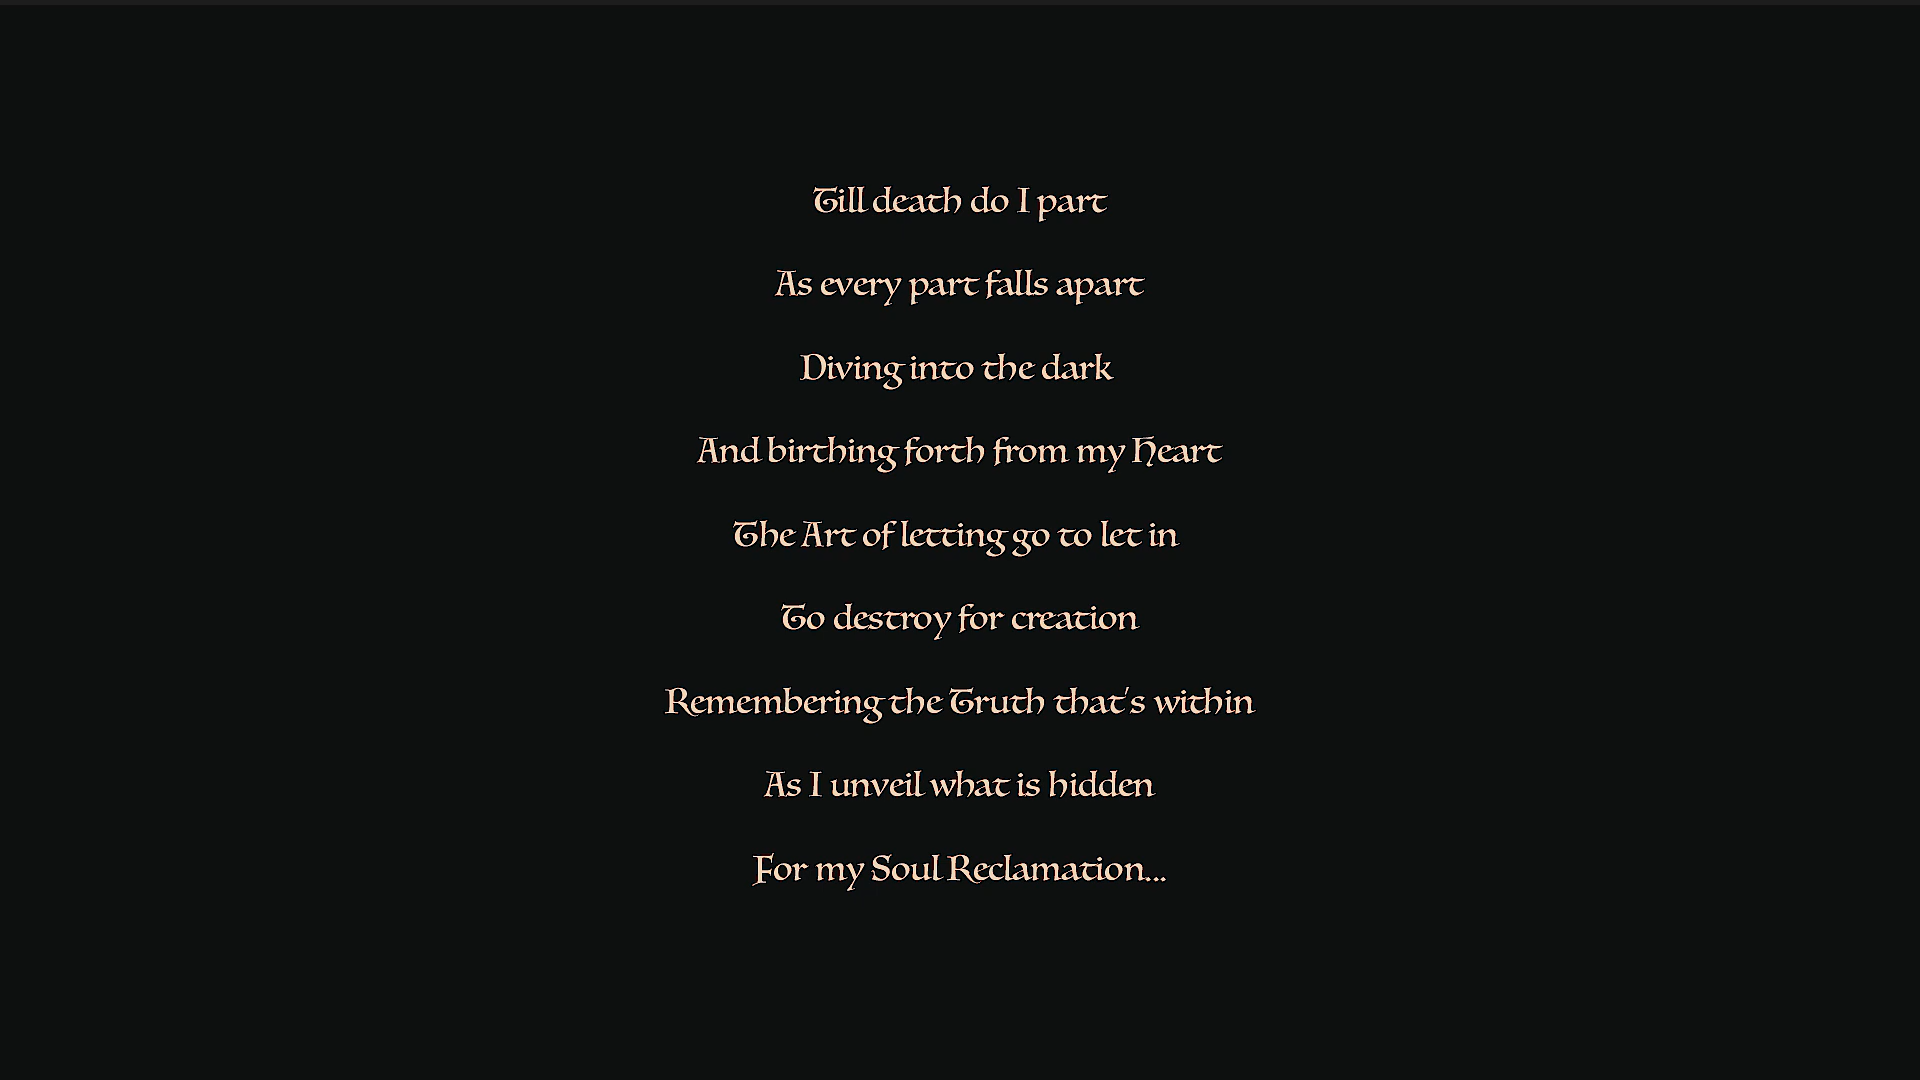 Till death do I part
As every part falls apart
Diving into the dark
And birthing forth from my Heart
The Art of letting go to let in
To destroy for creation
Remembering the Truth that's within
As I unveil what is hidden
For my Soul Reclamation...